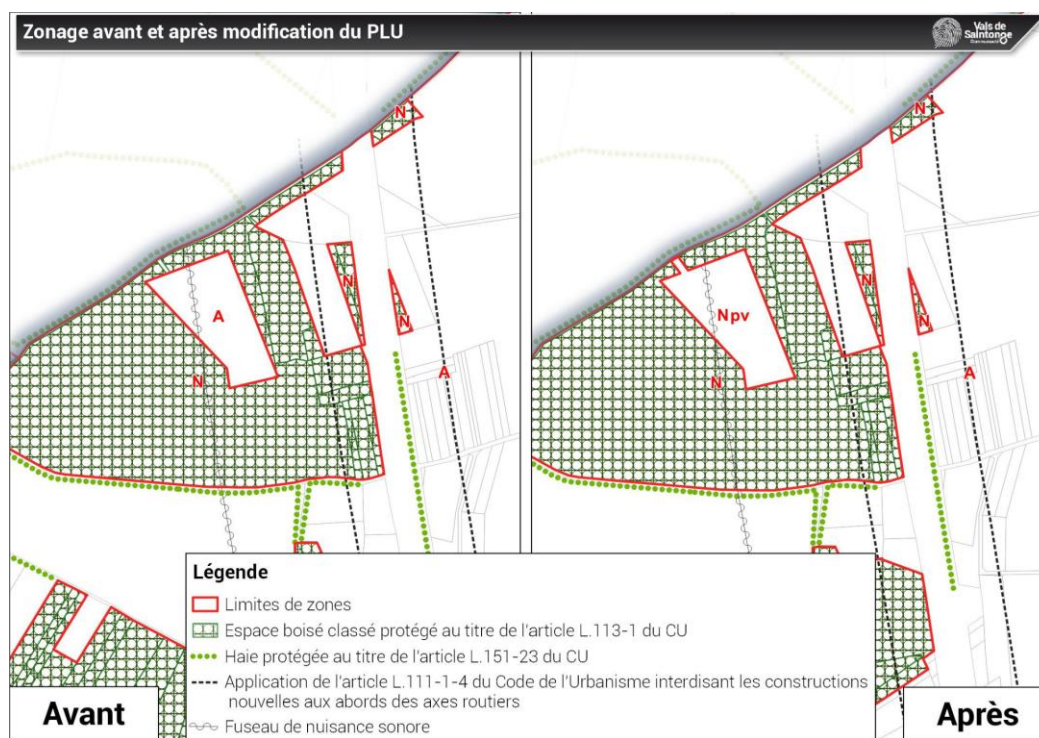 Zonage avant et après modification du PLU
Vals de
Saintonge
Communauté
N
N
A
N
N
A
N
N
Npv
N
N
A
Légende
Limites de zones
Espace boisé classé protégé au titre de l'article L.113-1 du CU
Haie protégée au titre de l'article L.151-23 du CU
Application de l'article L.111-1-4 du Code de l'Urbanisme interdisant les constructions
nouvelles aux abords des axes routiers
Fuseau de nuisance sonore
Avant
Après